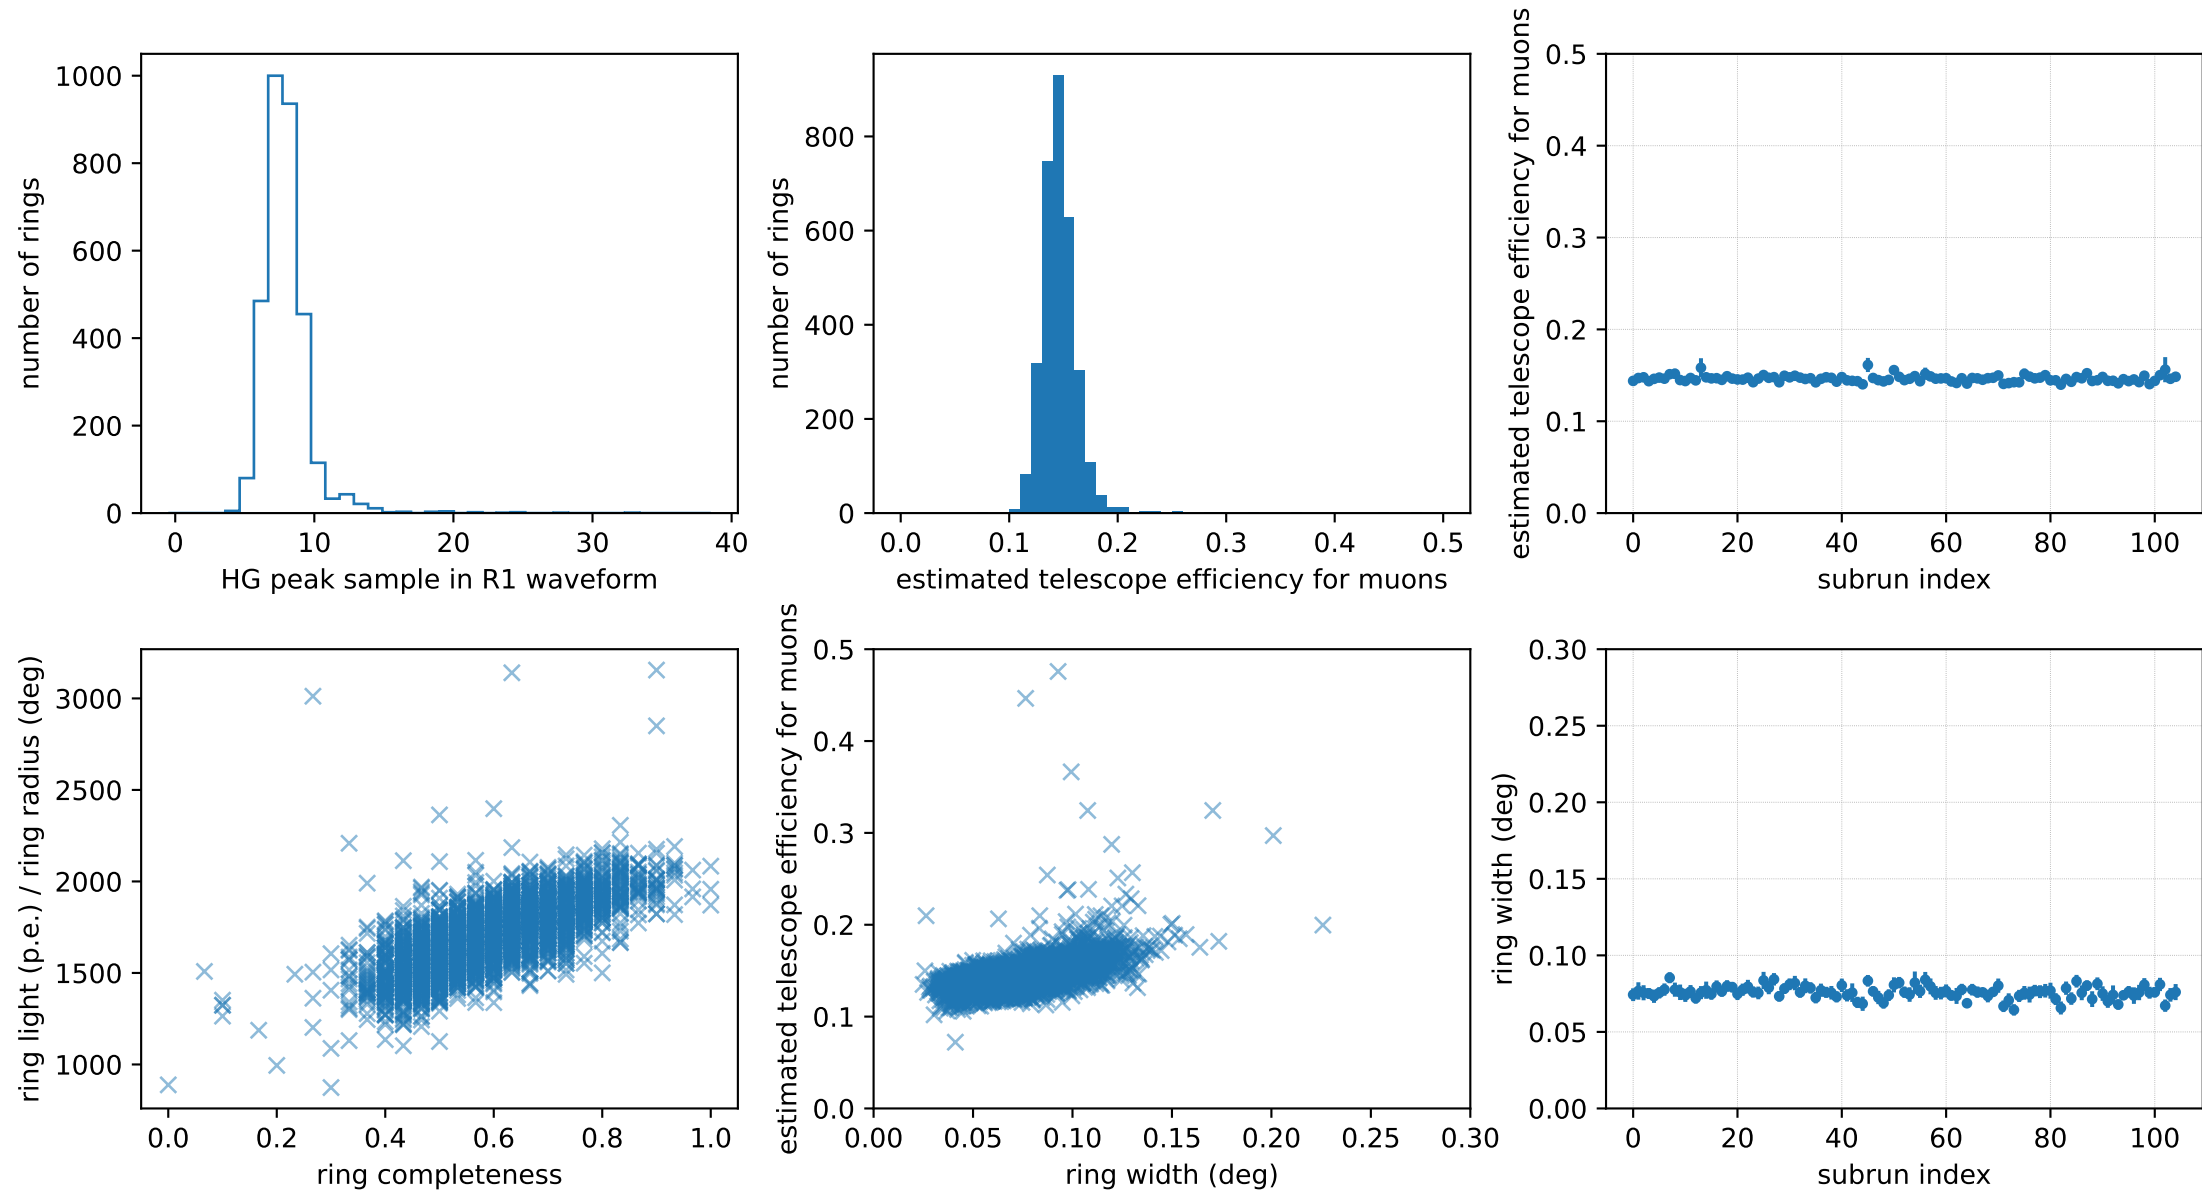 number of rings
1000
800
600
400
200
0
0 10 20 30 40
HG peak sample in R1 waveform
number of rings
800
600
400
200
0
0.0 0.1 0.2 0.3 0.4 0.5
estimated telescope efficiency for muons
estimated telescope efficiency for muons
0.5
0.4
0.3
0.2
0.1
0.0
0 20 40 60 80 100
subrun index
ring light (p.e.) / ring radius (deg)
3000
2500
2000
1500
1000
0.0 0.2 0.4 0.6 0.8 1.0
ring completeness
estimated telescope efficiency for muons
0.5
0.4
0.3
0.2
0.1
0.0
0.00 0.05 0.10 0.15 0.20 0.25 0.30
ring width (deg)
ring width (deg)
0.30
0.25
0.20
0.15
0.10
0.05
0.00
0 20 40 60 80 100
subrun index